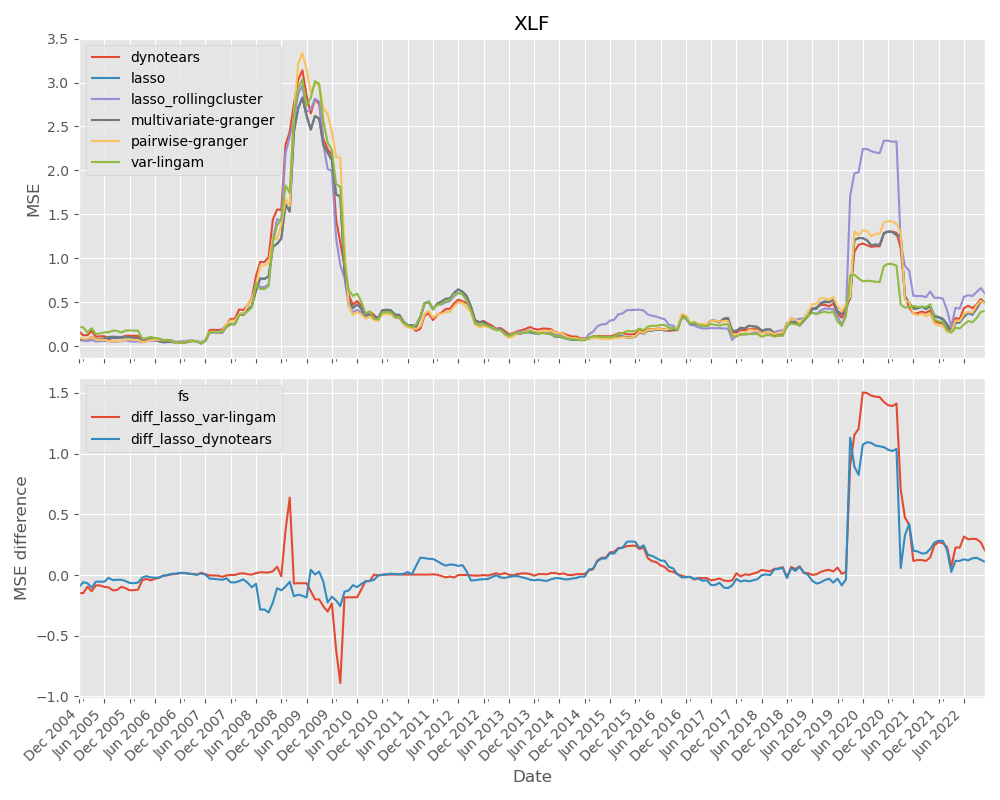 XLF
3.5
3.0
2.5
2.0
1.5
1.0
0.5
0.0
MSE
dynotears
lasso
lasso_rollingcluster
multivariate-granger
pairwise-granger
var-lingam
1.5
1.0
0.5
0.0
−0.5
−1.0
MSE difference
fs
diff_lasso_var-lingam
diff_lasso_dynotears
Dec 2004
Jun 2005
Dec 2005
Jun 2006
Dec 2006
Jun 2007
Dec 2007
Jun 2008
Dec 2008
Jun 2009
Dec 2009
Jun 2010
Dec 2010
Jun 2011
Dec 2011
Jun 2012
Dec 2012
Jun 2013
Dec 2013
Jun 2014
Dec 2014
Jun 2015
Dec 2015
Jun 2016
Dec 2016
Jun 2017
Dec 2017
Jun 2018
Dec 2018
Jun 2019
Dec 2019
Jun 2020
Dec 2020
Jun 2021
Dec 2021
Jun 2022
Date